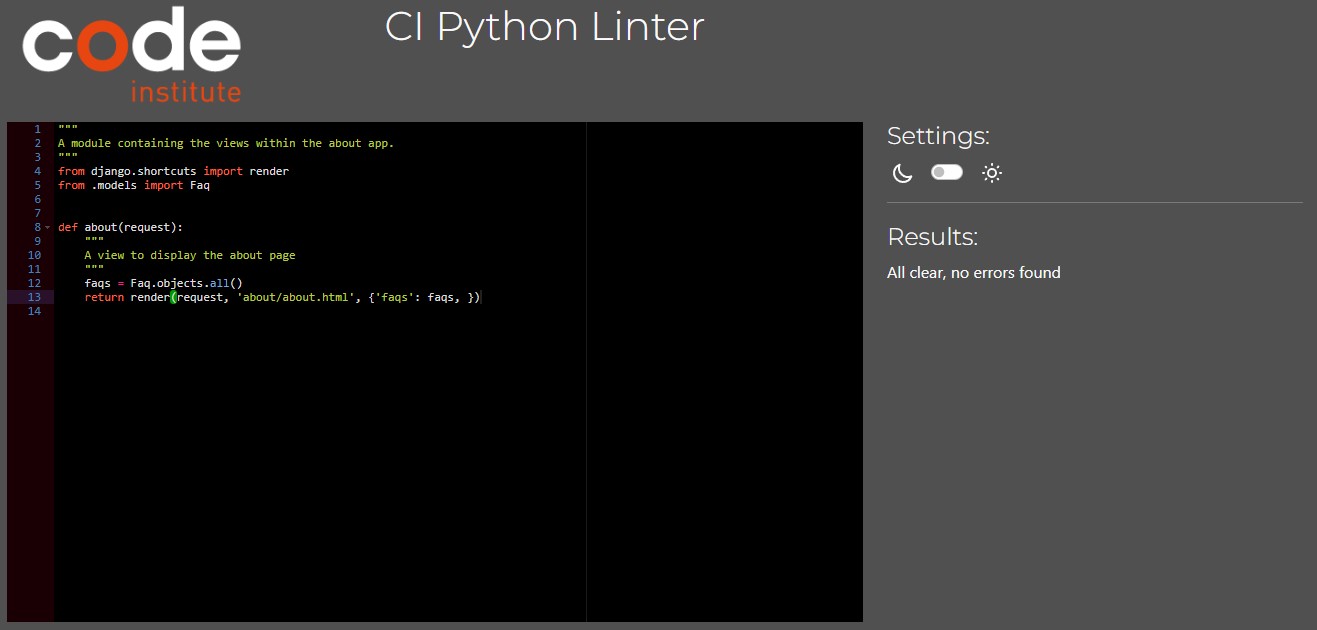 code
institute
CI Python Linter
1 """
2 A module containing the views within the about app.
3 """
4 from django.shortcuts import render
5 from .models import Faq
6
7
8 def about(request):
9     """
10     A view to display the about page
11     """
12     faqs = Faq.objects.all()
13     return render(request, 'about/about.html', {'faqs': faqs, })
14
Settings:
Results:
All clear, no errors found